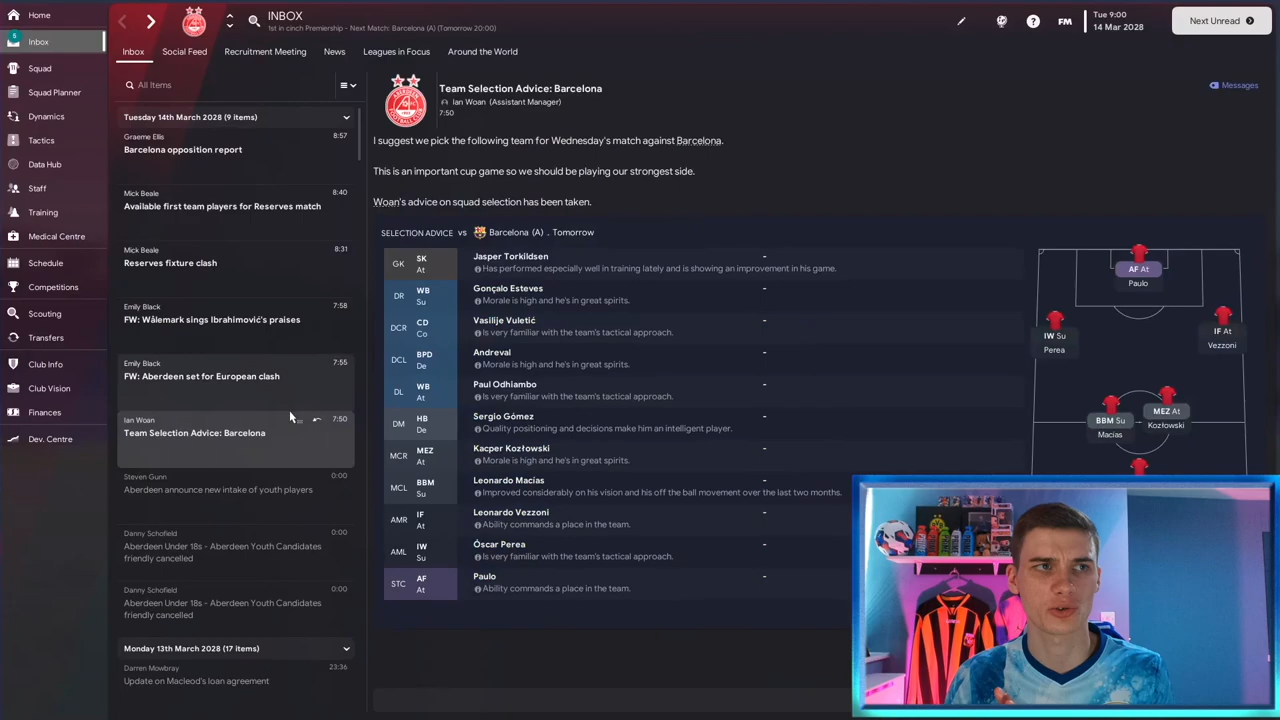 Home
Inbox
5
Squad
Squad Planner
Dynamics
Tactics
Data Hub
Staff
Training
Medical Centre
Schedule
Competitions
Scouting
Transfers
Club Info
Club Vision
Finances
Dev. Centre
INBOX
1st in cinch Premiership - Next Match: Barcelona (A) (Tomorrow 20:00)
FM
Tue 9:00
14 Mar 2028
Next Unread
Inbox
Social Feed
Recruitment Meeting
News
Leagues in Focus
Around the World
All Items
Tuesday 14th March 2028 (9 items)
Graeme Ellis 8:57
Barcelona opposition report
Mick Beale 8:40
Available first team players for Reserves match
Mick Beale 8:31
Reserves fixture clash
Emily Black 7:58
FW: Wålemark sings Ibrahimović's praises
Emily Black 7:55
FW: Aberdeen set for European clash
Ian Woan 7:50
Team Selection Advice: Barcelona
Steven Gunn 0:00
Aberdeen announce new intake of youth players
Danny Schofield 0:00
Aberdeen Under 18s - Aberdeen Youth Candidates
friendly cancelled
Danny Schofield 0:00
Aberdeen Under 18s - Aberdeen Youth Candidates
friendly cancelled
Monday 13th March 2028 (17 items)
Darren Mowbray 23:36
Update on Macleod's loan agreement
Team Selection Advice: Barcelona
Ian Woan (Assistant Manager)
7:50
Messages
I suggest we pick the following team for Wednesday's match against Barcelona.
This is an important cup game so we should be playing our strongest side.
Woan's advice on squad selection has been taken.
SELECTION ADVICE vs Barcelona (A) . Tomorrow
GK SK At Jasper Torkildsen -
Has performed especially well in training lately and is showing an improvement in his game.
DR WB Su Gonçalo Esteves -
Morale is high and he's in great spirits.
DCR CD Co Vasilije Vuletić -
Is very familiar with the team's tactical approach.
DCL BPD De Andreval -
Morale is high and he's in great spirits.
DL WB At Paul Odhiambo -
Is very familiar with the team's tactical approach.
DM HB De Sergio Gómez -
Quality positioning and decisions make him an intelligent player.
MCR MEZ At Kacper Kozłowski -
Morale is high and he's in great spirits.
MCL BBM Su Leonardo Macías -
Improved considerably on his vision and his off the ball movement over the last two months.
AMR IF At Leonardo Vezzoni -
Ability commands a place in the team.
AML IW Su Óscar Perea -
Is very familiar with the team's tactical approach.
STC AF At Paulo -
Ability commands a place in the team.
AF At
Paulo
IW Su
Perea
IF At
Vezzoni
BBM Su
Macías
MEZ At
Kozłowski